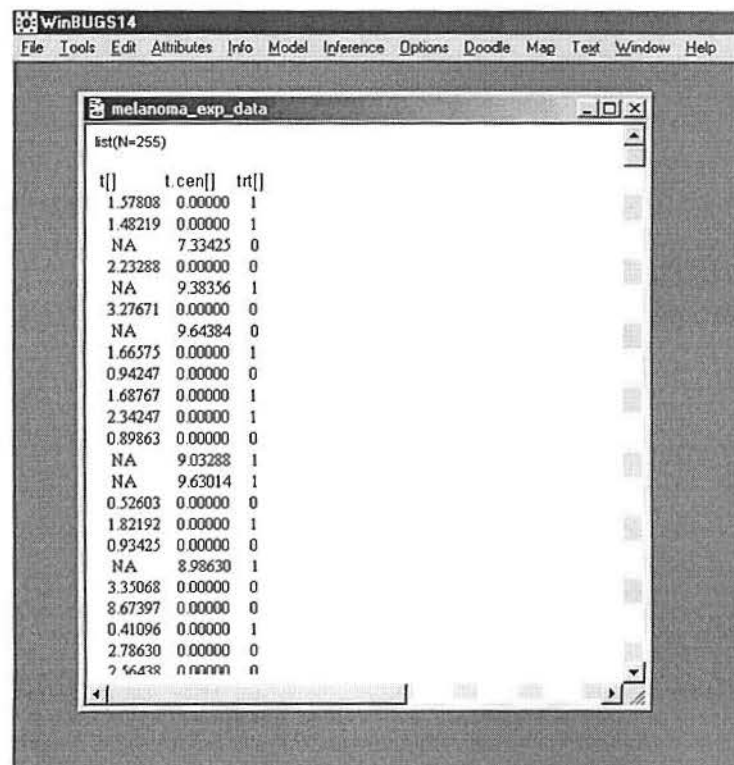 WinBUGS14
File Tools Edit Attributes Info Model Inference Options Doodle Map Text Window Help
melanoma_exp_data
list(N=255)
t[] t.cen[] trt[]
1.57808 0.00000 1
1.48219 0.00000 1
NA 7.33425 0
2.23288 0.00000 0
NA 9.38356 1
3.27671 0.00000 0
NA 9.64384 0
1.66575 0.00000 1
0.94247 0.00000 0
1.68767 0.00000 1
2.34247 0.00000 1
0.89863 0.00000 0
NA 9.03288 1
NA 9.63014 1
0.52603 0.00000 0
1.82192 0.00000 1
0.93425 0.00000 0
NA 8.98630 1
3.35068 0.00000 0
8.67397 0.00000 0
0.41096 0.00000 1
2.78630 0.00000 0
2.56438 0.00000 0